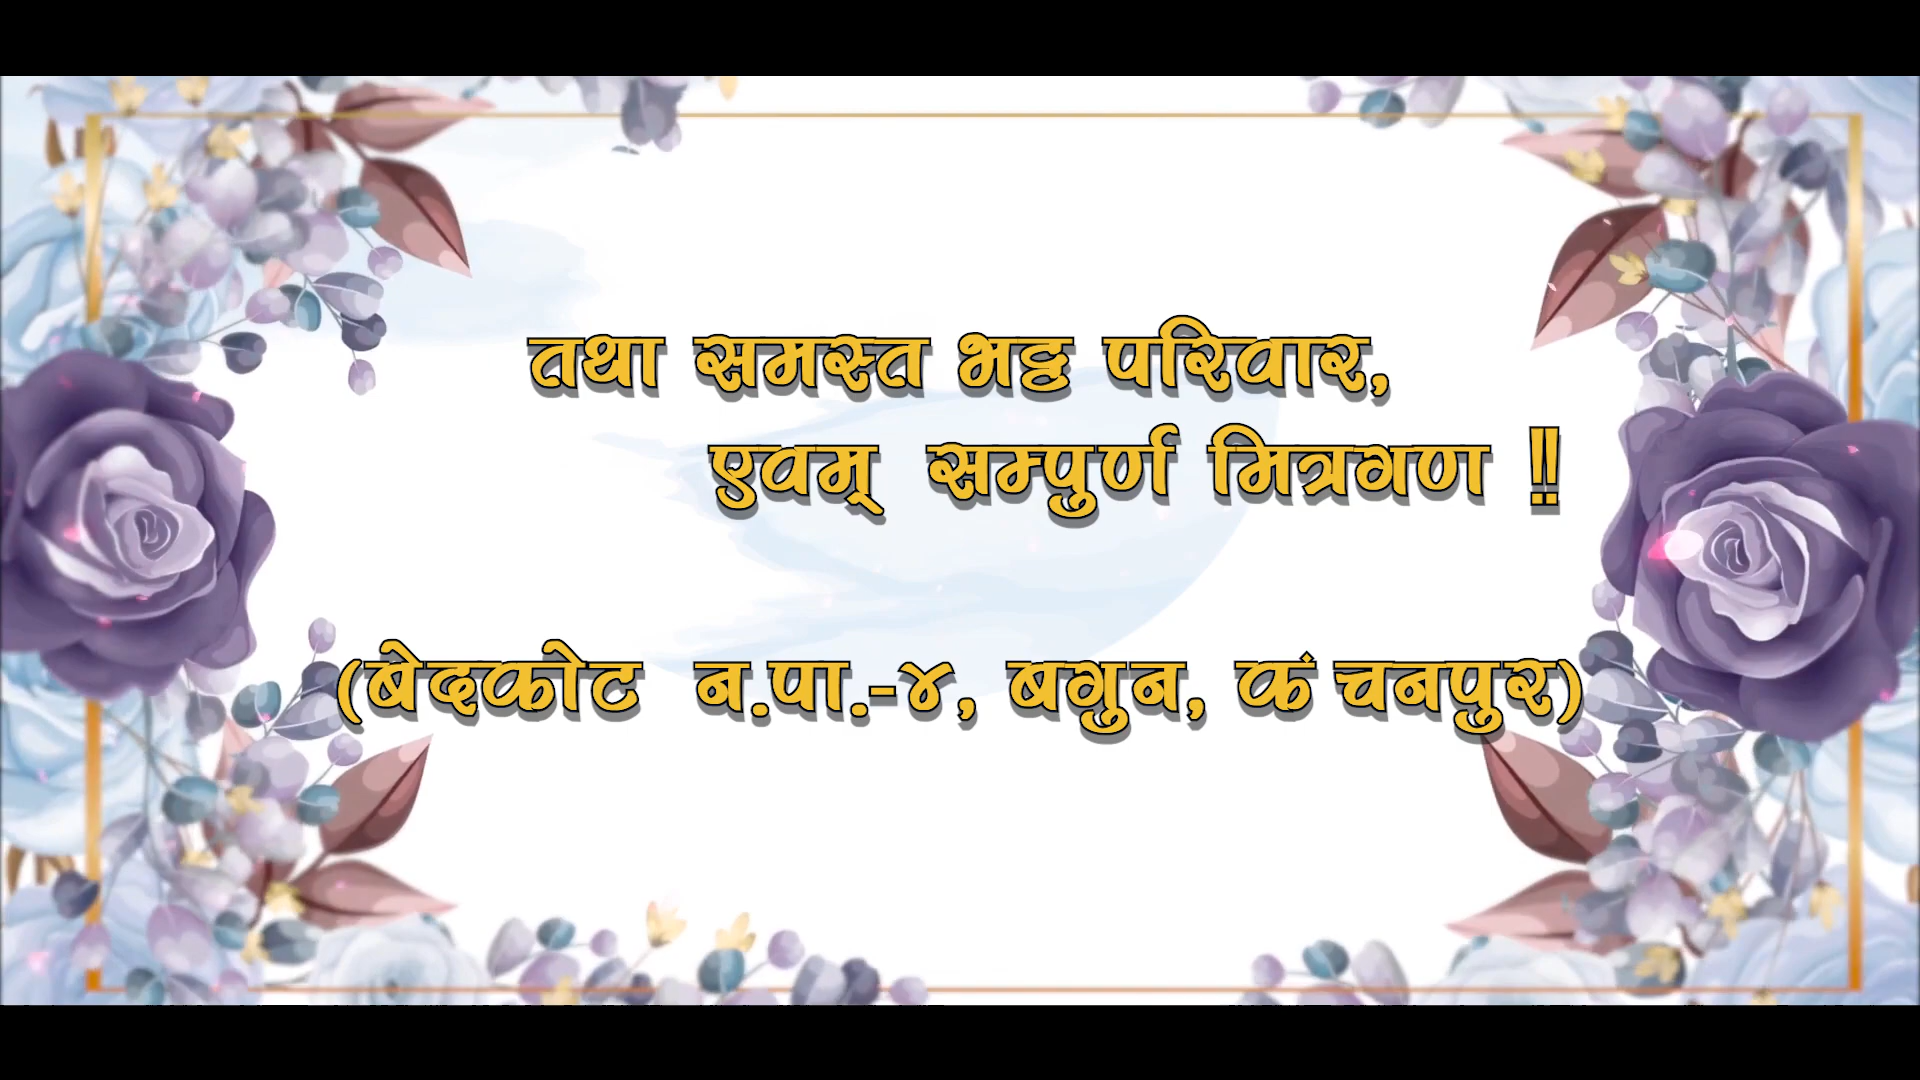 तथा समस्त भट्ट परिवार,
एवम् सम्पुर्ण मित्रगण !!
(बेदकोट न.पा.-४, बगुन, कंचनपुर)